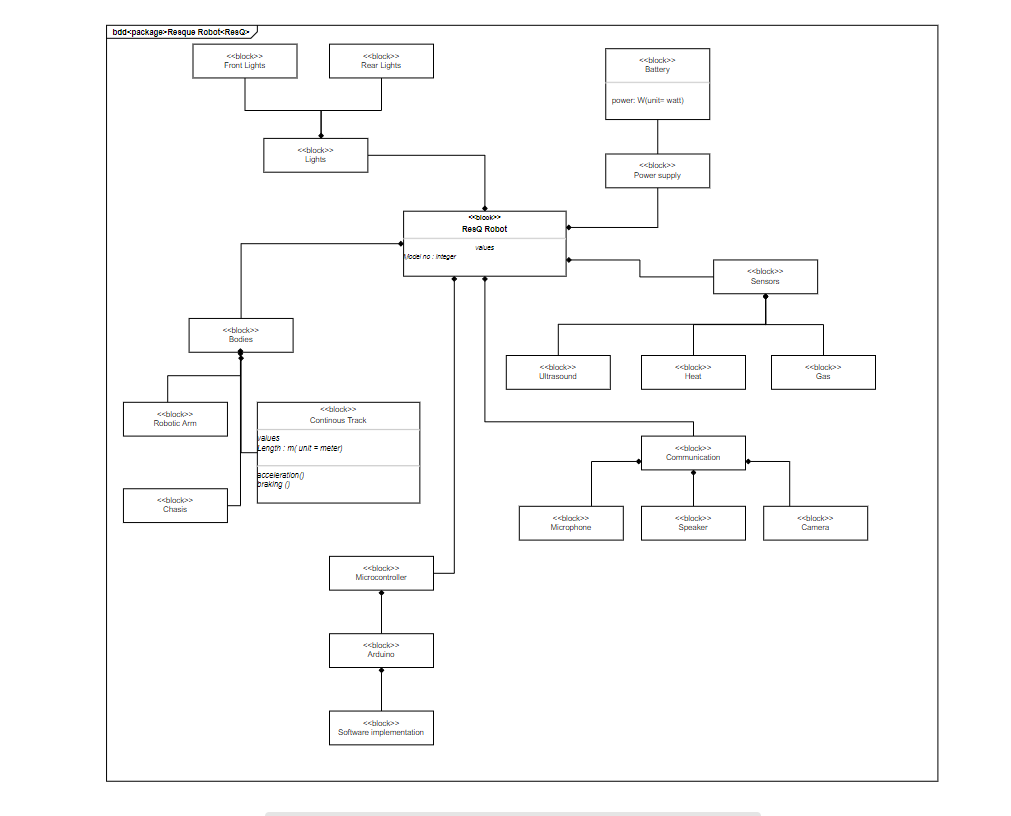 bdd<package>Resque Robot<ResQ>
<<block>>
Front Lights
<<block>>
Rear Lights
<<block>>
Battery
power: W(unit= watt)
<<block>>
Lights
<<block>>
Power supply
<<block>>
ResQ Robot
values
Model no : Integer
<<block>>
Sensors
<<block>>
Bodies
<<block>>
Ultrasound
<<block>>
Heat
<<block>>
Gas
<<block>>
Robotic Arm
<<block>>
Continous Track
values
Length : m( unit = meter)
acceleration()
braking ()
<<block>>
Chasis
<<block>>
Communication
<<block>>
Microphone
<<block>>
Speaker
<<block>>
Camera
<<block>>
Microcontroller
<<block>>
Arduino
<<block>>
Software implementation